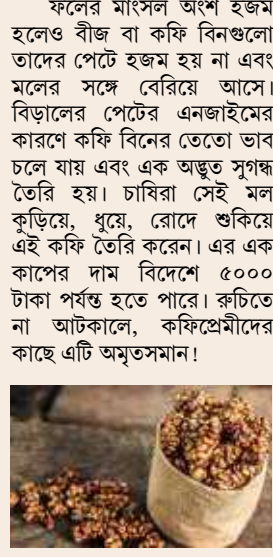 ফলের মাংসল অংশ হজম
হলেও বীজ বা কফি বিনগুলো
তাদের পেটে হজম হয় না এবং
মলের সঙ্গে বেরিয়ে আসে।
বিড়ালের পেটের এনজাইমের
কারণে কফি বিনের তেতো ভাব
চলে যায় এবং এক অদ্ভুত সুগন্ধ
তৈরি হয়। চাষিরা সেই মল
কুড়িয়ে, ধুয়ে, রোদে শুকিয়ে
এই কফি তৈরি করেন। এর এক
কাপের দাম বিদেশে ৫০০০
টাকা পর্যন্ত হতে পারে। রুচিতে
না আটকালে, কফিপ্রেমীদের
কাছে এটি অমৃতসমান!